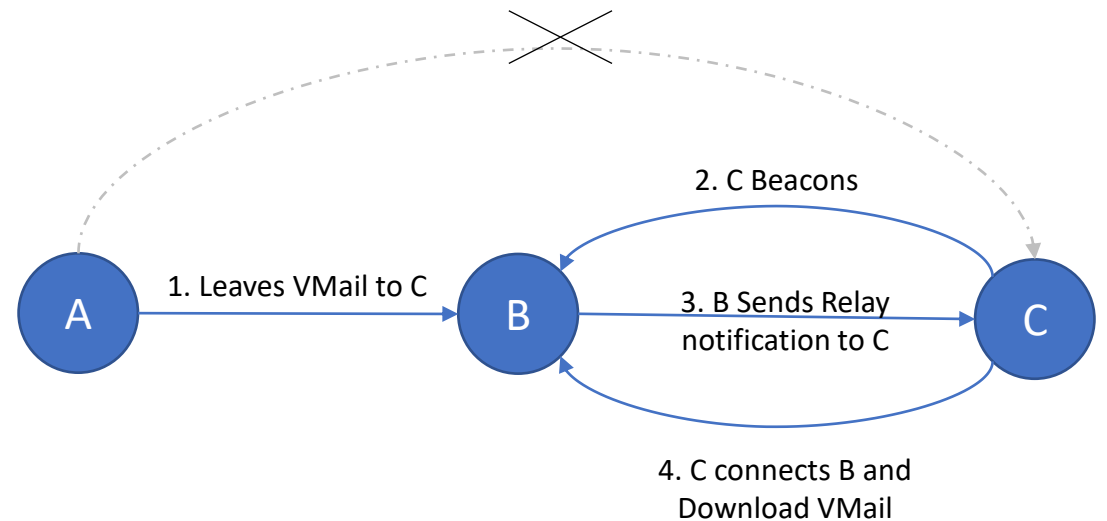 2. C Beacons
1. Leaves VMail to C
A
B
3. B Sends Relay
notification to C
C
4. C connects B and
Download VMail